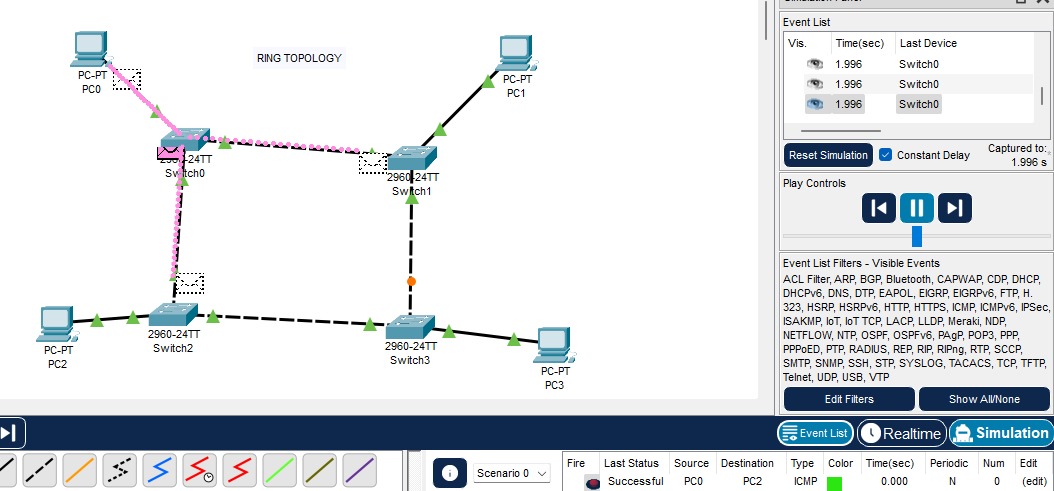 Simulation Panel
Event List
Vis. Time(sec) Last Device
1.996 Switch0
1.996 Switch0
1.996 Switch0
Reset Simulation Constant Delay Captured to:
1.996 s
Play Controls
Event List Filters - Visible Events
ACL Filter, ARP, BGP, Bluetooth, CAPWAP, CDP, DHCP,
DHCPv6, DNS, DTP, EAPOL, EIGRP, EIGRPv6, FTP, H.
323, HSRP, HSRPv6, HTTP, HTTPS, ICMP, ICMPv6, IPSec,
ISAKMP, IoT, IoT TCP, LACP, LLDP, Meraki, NDP,
NETFLOW, NTP, OSPF, OSPFv6, PAgP, POP3, PPP,
PPPoED, PTP, RADIUS, REP, RIP, RIPng, RTP, SCCP,
SMTP, SNMP, SSH, STP, SYSLOG, TACACS, TCP, TFTP,
Telnet, UDP, USB, VTP
Edit Filters Show All/None
RING TOPOLOGY
PC-PT
PC0
PC-PT
PC1
2960-24TT
Switch0
2960-24TT
Switch1
2960-24TT
Switch2
2960-24TT
Switch3
PC-PT
PC2
PC-PT
PC3
Event List Realtime Simulation
Scenario 0
Fire Last Status Source Destination Type Color Time(sec) Periodic Num Edit
Successful PC0 PC2 ICMP 0.000 N 0 (edit)